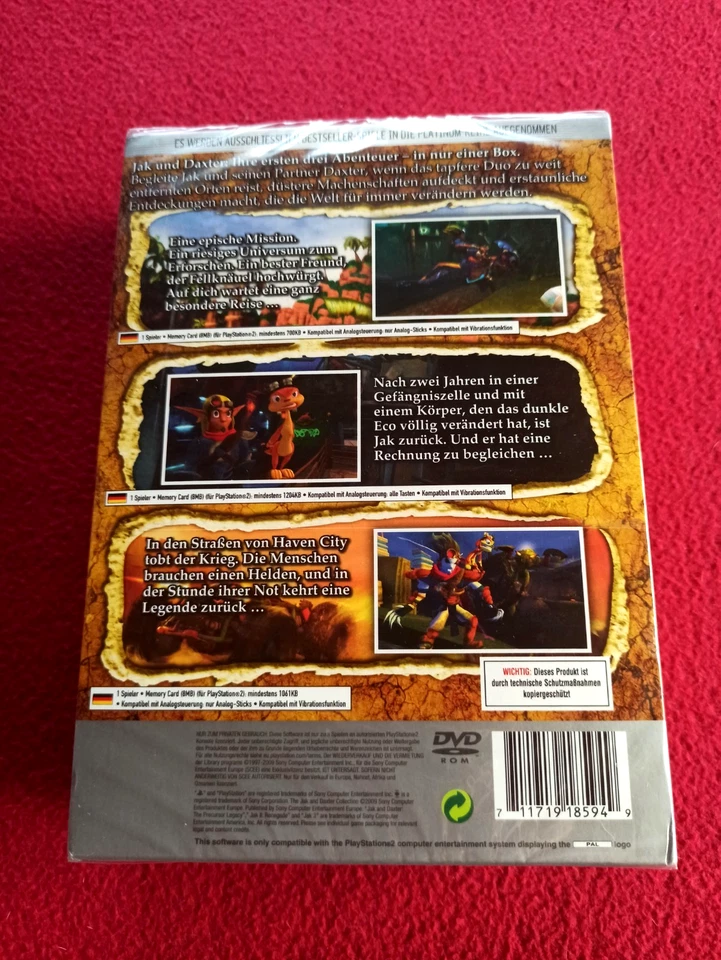 ES WERDEN AUSSCHLIESSLICH BESTSELLER-SPIELE IN DIE PLATINUM-REIHE AUFGENOMMEN
Jak und Daxter. Ihre ersten drei Abenteuer – in nur einer Box.
Begleite Jak und seinen Partner Daxter, wenn das tapfere Duo zu weit
entfernten Orten reist, düstere Machenschaften aufdeckt und erstaunliche
Entdeckungen macht, die die Welt für immer verändern werden.
Eine epische Mission.
Ein riesiges Universum zum
Erforschen. Ein bester Freund,
der Fellknäuel hochwürgt.
Auf dich wartet eine ganz
besondere Reise ...
1 Spieler • Memory Card (8MB) (für PlayStation®2): mindestens 700KB • Kompatibel mit Analogsteuerung: nur Analog-Sticks • Kompatibel mit Vibrationsfunktion
Nach zwei Jahren in einer
Gefängniszelle und mit
einem Körper, den das dunkle
Eco völlig verändert hat, ist
Jak zurück. Und er hat eine
Rechnung zu begleichen ...
1 Spieler • Memory Card (8MB) (für PlayStation®2): mindestens 1204KB • Kompatibel mit Analogsteuerung: alle Tasten • Kompatibel mit Vibrationsfunktion
In den Straßen von Haven City
tobt der Krieg. Die Menschen
brauchen einen Helden, und in
der Stunde ihrer Not kehrt eine
Legende zurück ...
WICHTIG: Dieses Produkt ist
durch technische Schutzmaßnahmen
kopiergeschützt
1 Spieler • Memory Card (8MB) (für PlayStation®2): mindestens 1061KB
• Kompatibel mit Analogsteuerung: nur Analog-Sticks • Kompatibel mit Vibrationsfunktion
DVD
ROM
7 11719 18594 9
This software is only compatible with the PlayStation2 computer entertainment system displaying the PAL logo